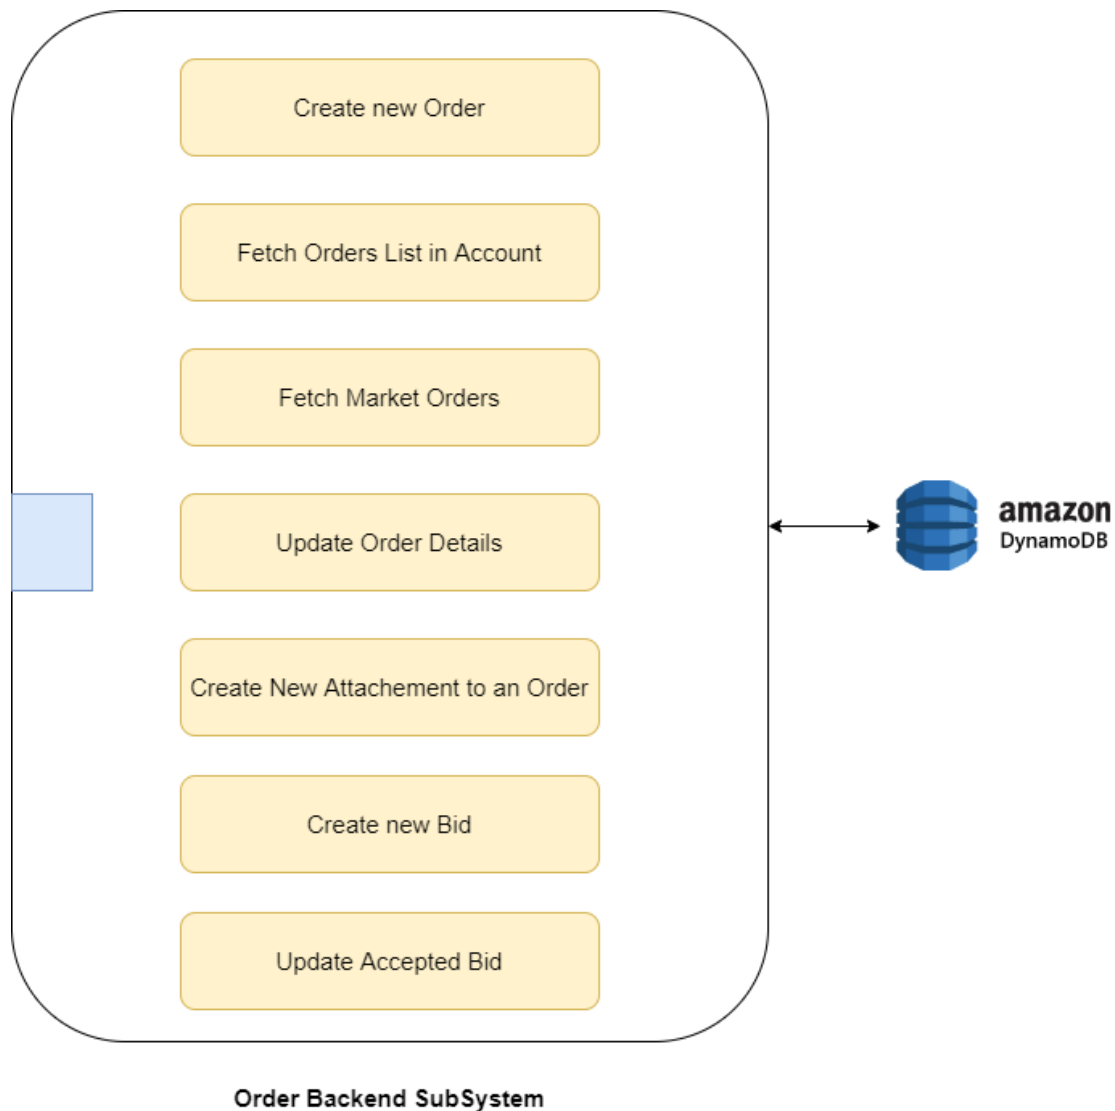 Create new Order
Fetch Orders List in Account
Fetch Market Orders
Update Order Details
amazon
DynamoDB
Create New Attachement to an Order
Create new Bid
Update Accepted Bid
Order Backend SubSystem